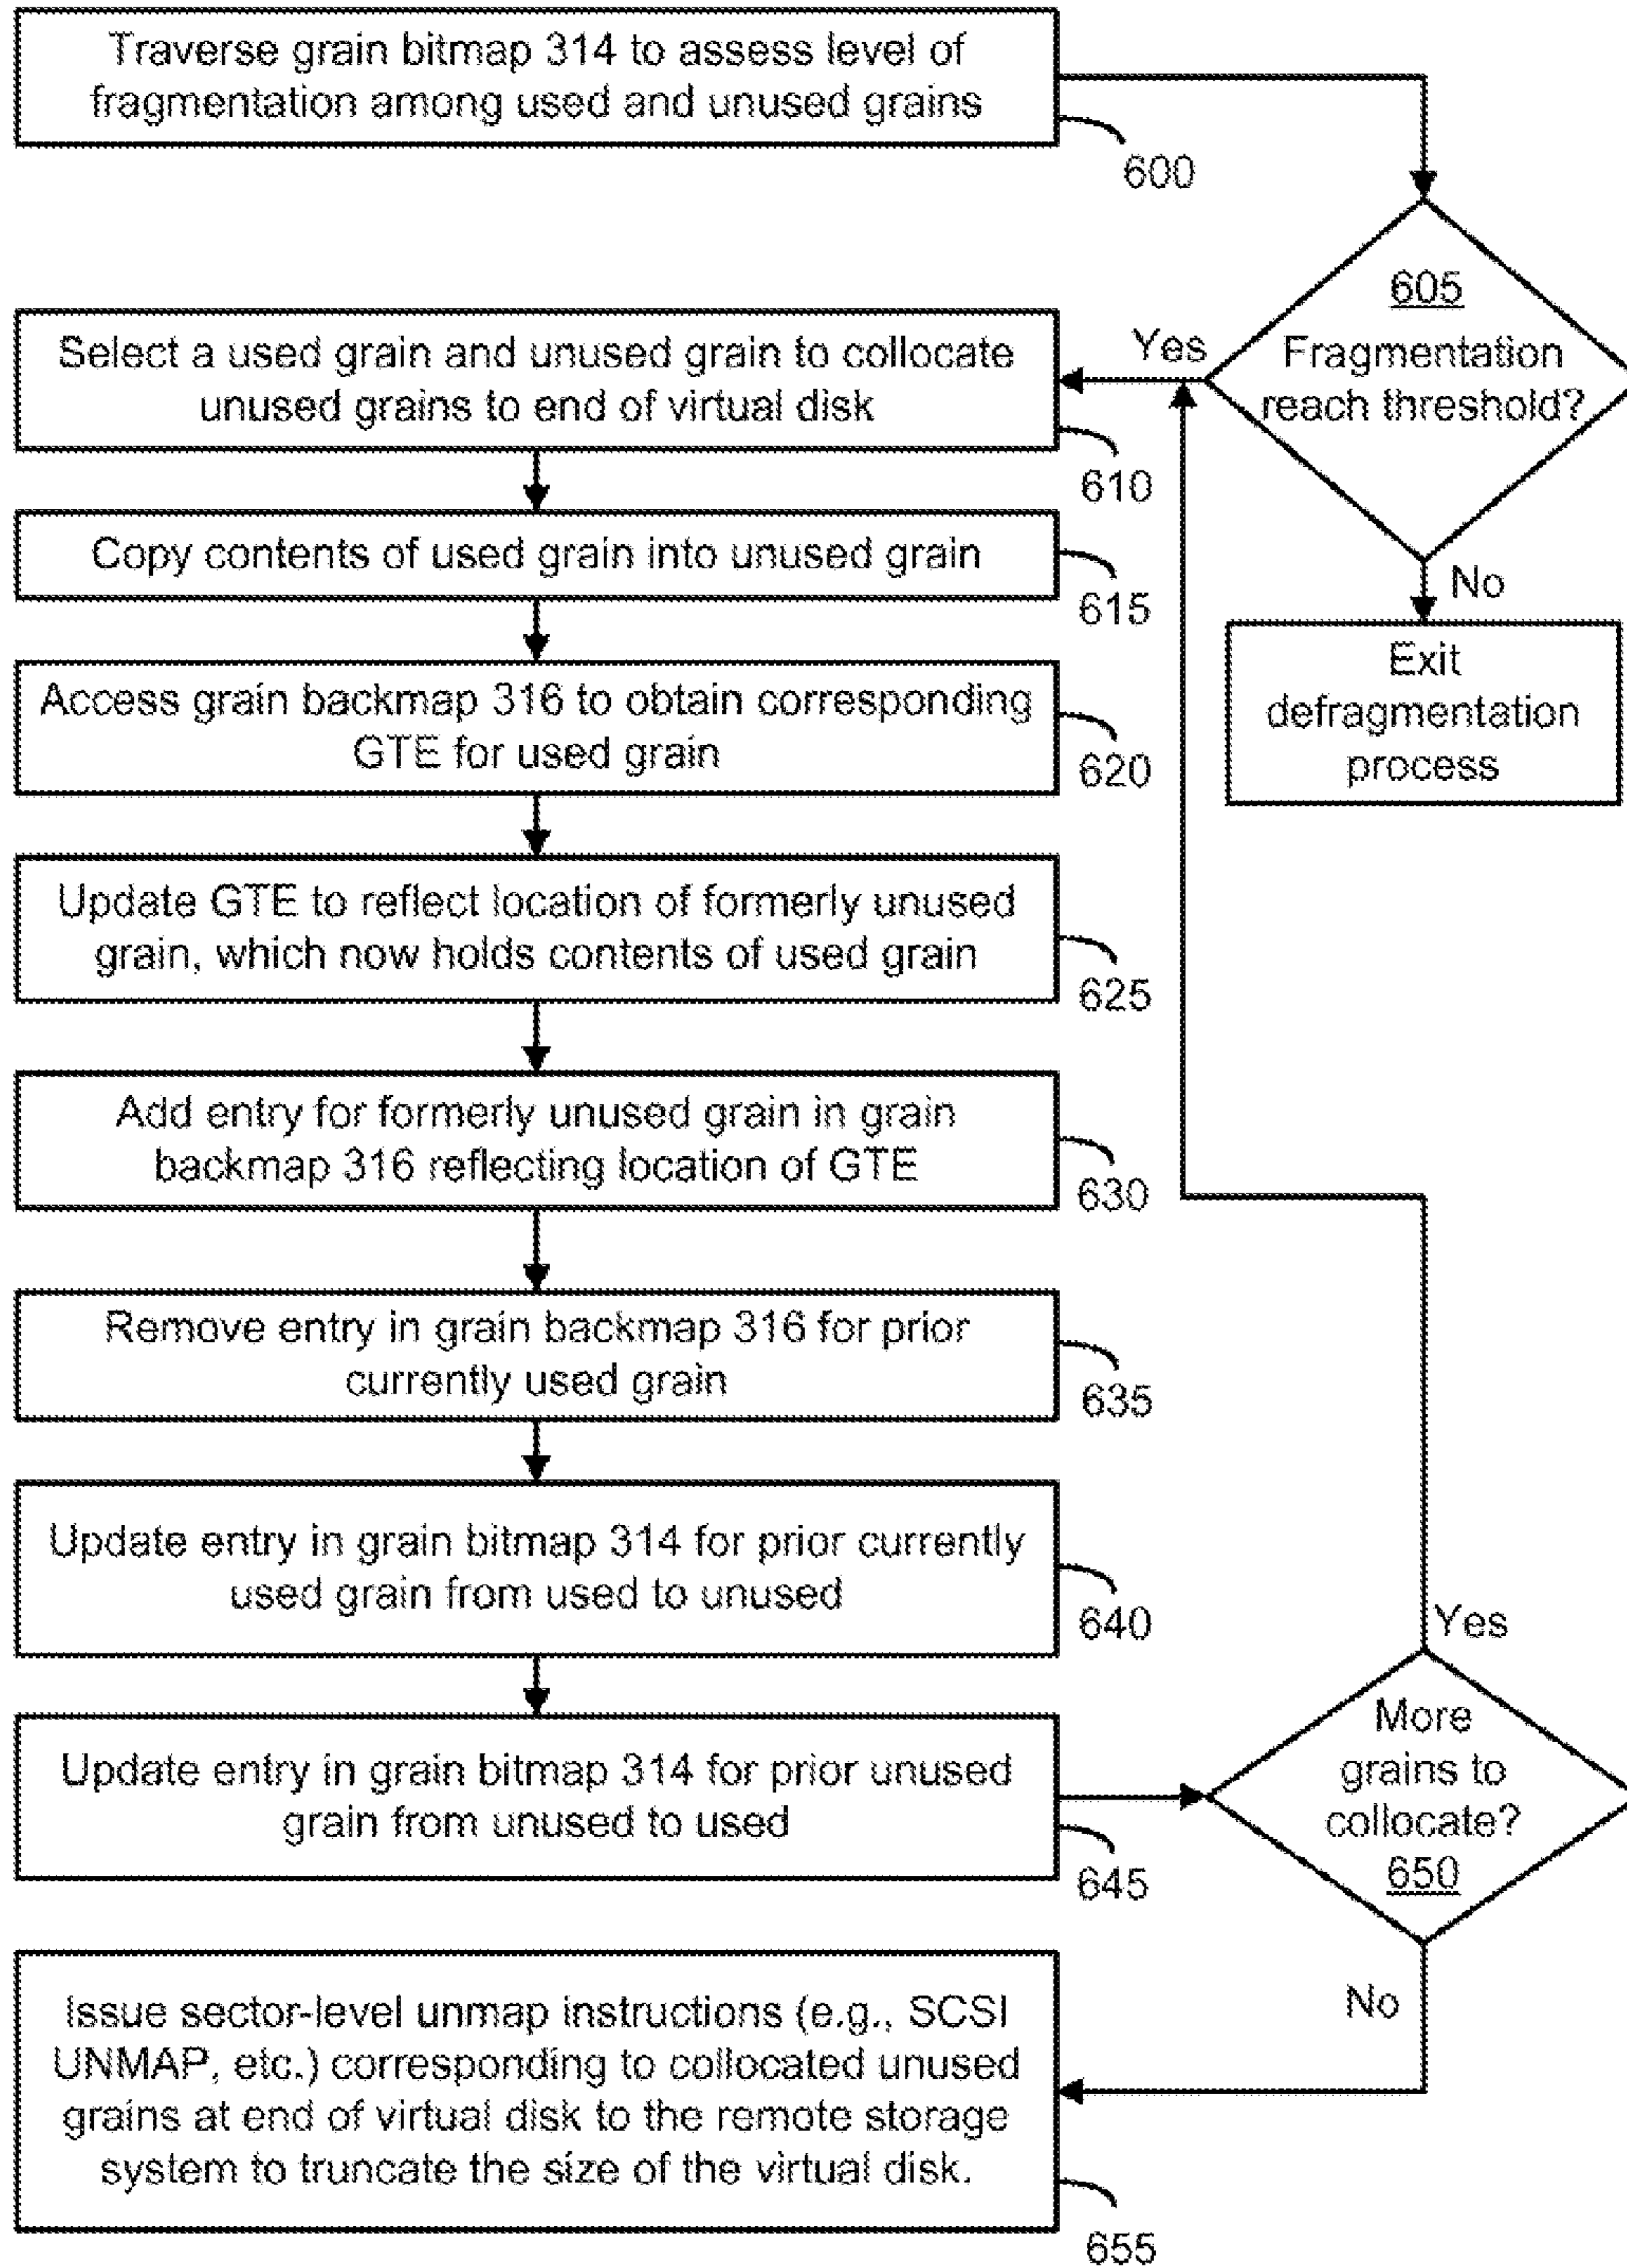 Traverse grain bitmap 314 to assess level of
fragmentation among used and unused grains
600
605
Fragmentation
reach threshold?
Yes
No
Exit
defragmentation
process
Select a used grain and unused grain to collocate
unused grains to end of virtual disk
610
Copy contents of used grain into unused grain
615
Access grain backmap 316 to obtain corresponding
GTE for used grain
620
Update GTE to reflect location of formerly unused
grain, which now holds contents of used grain
625
Add entry for formerly unused grain in grain
backmap 316 reflecting location of GTE
630
Remove entry in grain backmap 316 for prior
currently used grain
635
Update entry in grain bitmap 314 for prior currently
used grain from used to unused
640
Update entry in grain bitmap 314 for prior unused
grain from unused to used
645
Yes
More
grains to
collocate?
650
No
Issue sector-level unmap instructions (e.g., SCSI
UNMAP, etc.) corresponding to collocated unused
grains at end of virtual disk to the remote storage
system to truncate the size of the virtual disk.
655